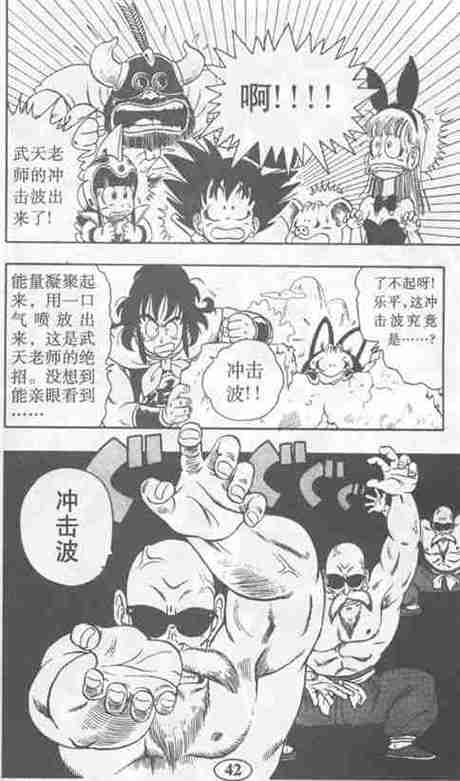 啊！！！！
武天老
师的冲
击波出
来了！
能量凝聚起
来，用一口
气喷放出
来，这是武
天老师的绝
招。没想到
能亲眼看到
……
冲击
波！！
了不起呀！
乐平，这冲
击波究竟
是……？
ぐぐぐ
冲击波
42